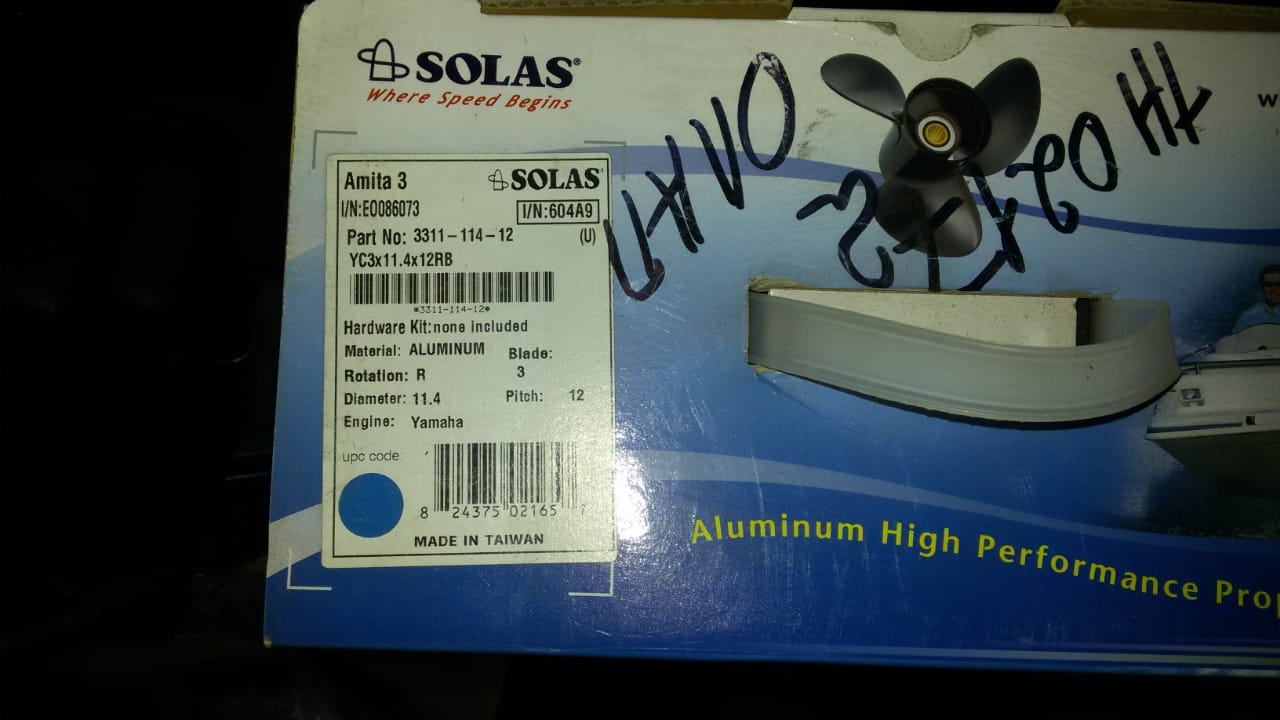 SOLAS®
Where Speed Begins
Amita 3
SOLAS
I/N:EO086073
I/N:604A9
Part No: 3311-114-12 (U)
YC3x11.4x12RB
*3311-114-12*
Hardware Kit:none included
Material: ALUMINUM
Blade: 3
Rotation: R
Diameter: 11.4
Pitch: 12
Engine: Yamaha
upc code
8 24375 02165 7
MADE IN TAIWAN
Aluminum High Performance